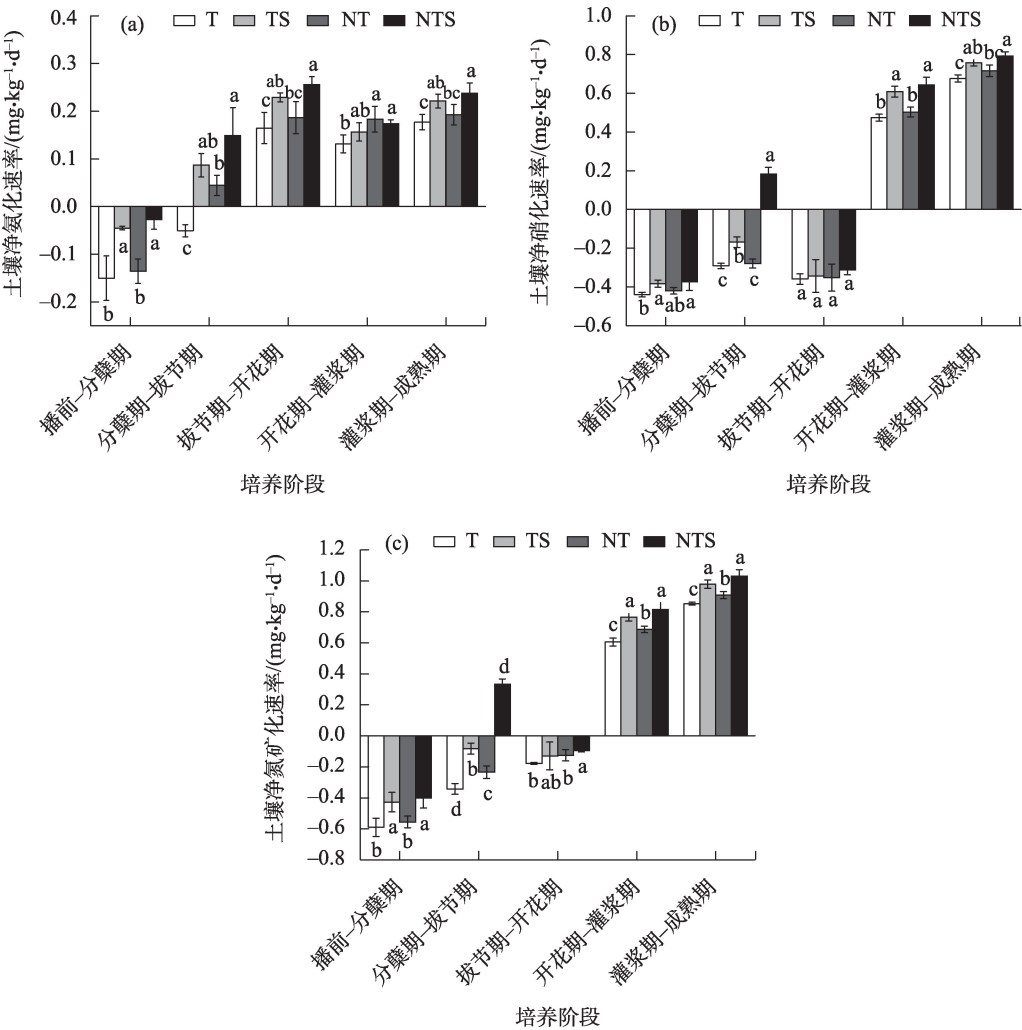 (a) T TS NT NTS
土壤净氨化速率/(mg·kg⁻¹·d⁻¹)
0.4
0.3
0.2
0.1
0.0
−0.1
−0.2
b a b a
c ab b a
c ab bc a
b ab a a
c ab bc a
播前–分蘖期
分蘖期–拔节期
拔节期–开花期
开花期–灌浆期
灌浆期–成熟期
培养阶段
(b) T TS NT NTS
土壤净硝化速率/(mg·kg⁻¹·d⁻¹)
1.0
0.8
0.6
0.4
0.2
0.0
−0.2
−0.4
−0.6
b a ab a
c b c a
a a a a
b a b a
c ab bc a
播前–分蘖期
分蘖期–拔节期
拔节期–开花期
开花期–灌浆期
灌浆期–成熟期
培养阶段
(c) T TS NT NTS
土壤净氮矿化速率/(mg·kg⁻¹·d⁻¹)
1.2
1.0
0.8
0.6
0.4
0.2
0.0
−0.2
−0.4
−0.6
−0.8
b a b a
d b c d
b ab b a
c a b a
c a b a
播前–分蘖期
分蘖期–拔节期
拔节期–开花期
开花期–灌浆期
灌浆期–成熟期
培养阶段